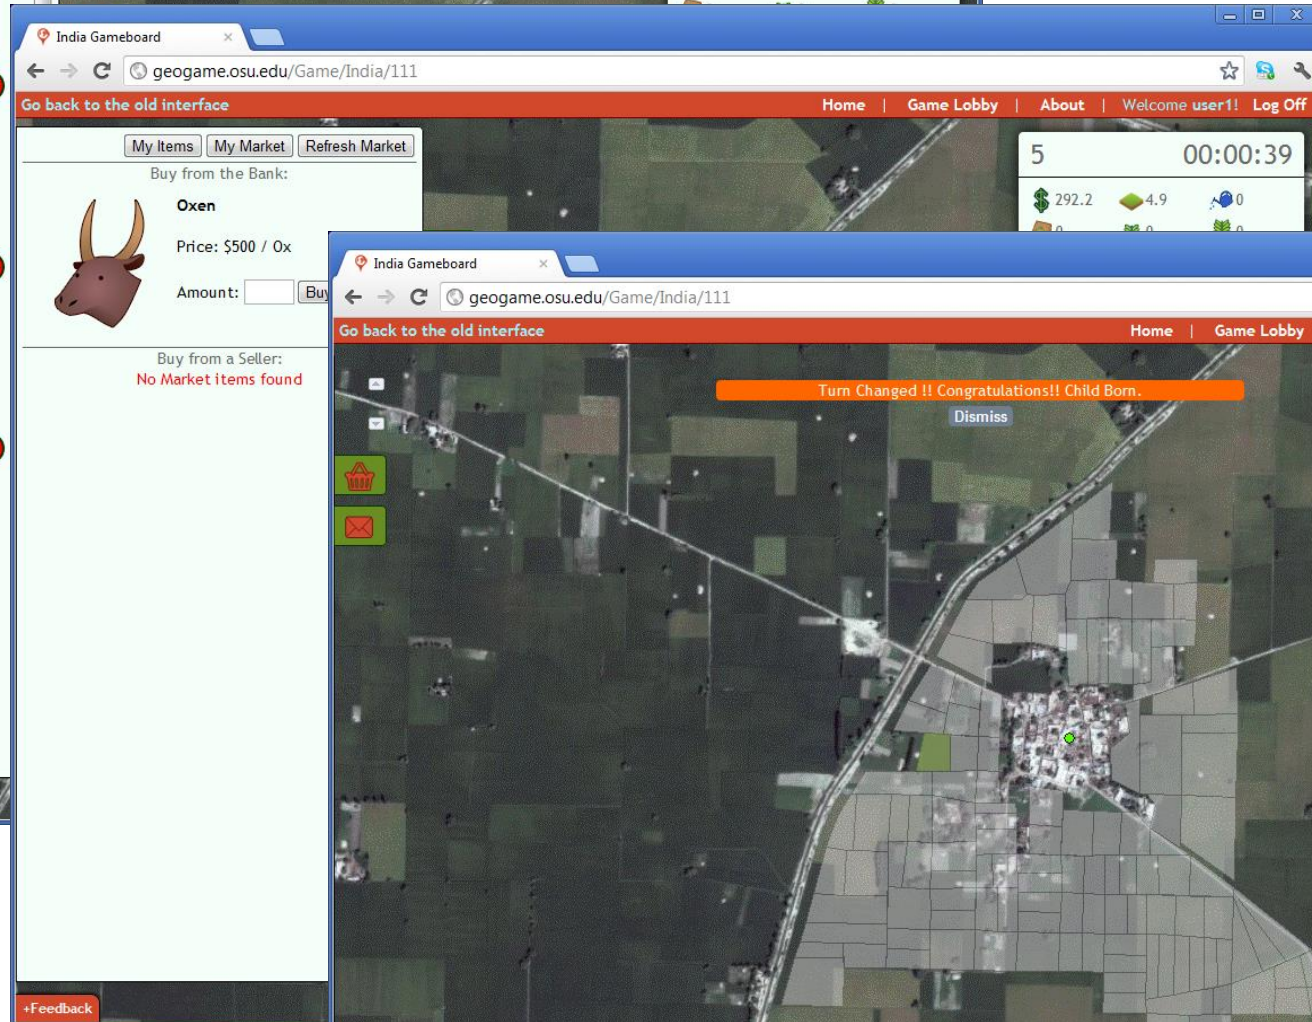 India Gameboard
geogame.osu.edu/Game/India/111
Go back to the old interface
Home | Game Lobby | About | Welcome user1! Log Off
My Items My Market Refresh Market
Buy from the Bank:
Oxen
Price: $500 / Ox
Amount: Buy
Buy from a Seller:
No Market items found
+Feedback
5 00:00:39
292.2 4.9 0
India Gameboard
geogame.osu.edu/Game/India/111
Go back to the old interface
Home | Game Lobby
Turn Changed !! Congratulations!! Child Born.
Dismiss